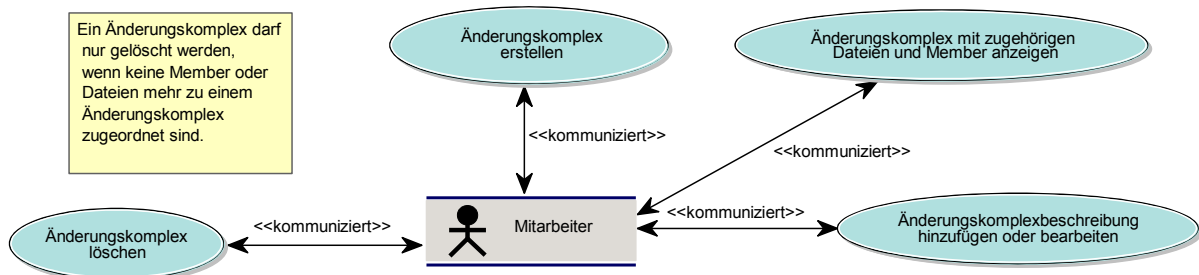 Ein Änderungskomplex darf
nur gelöscht werden,
wenn keine Member oder
Dateien mehr zu einem
Änderungskomplex
zugeordnet sind.
Änderungskomplex
erstellen
Änderungskomplex mit zugehörigen
Dateien und Member anzeigen
<<kommuniziert>>
<<kommuniziert>>
Änderungskomplex
löschen
<<kommuniziert>>
Mitarbeiter
<<kommuniziert>>
Änderungskomplexbeschreibung
hinzufügen oder bearbeiten